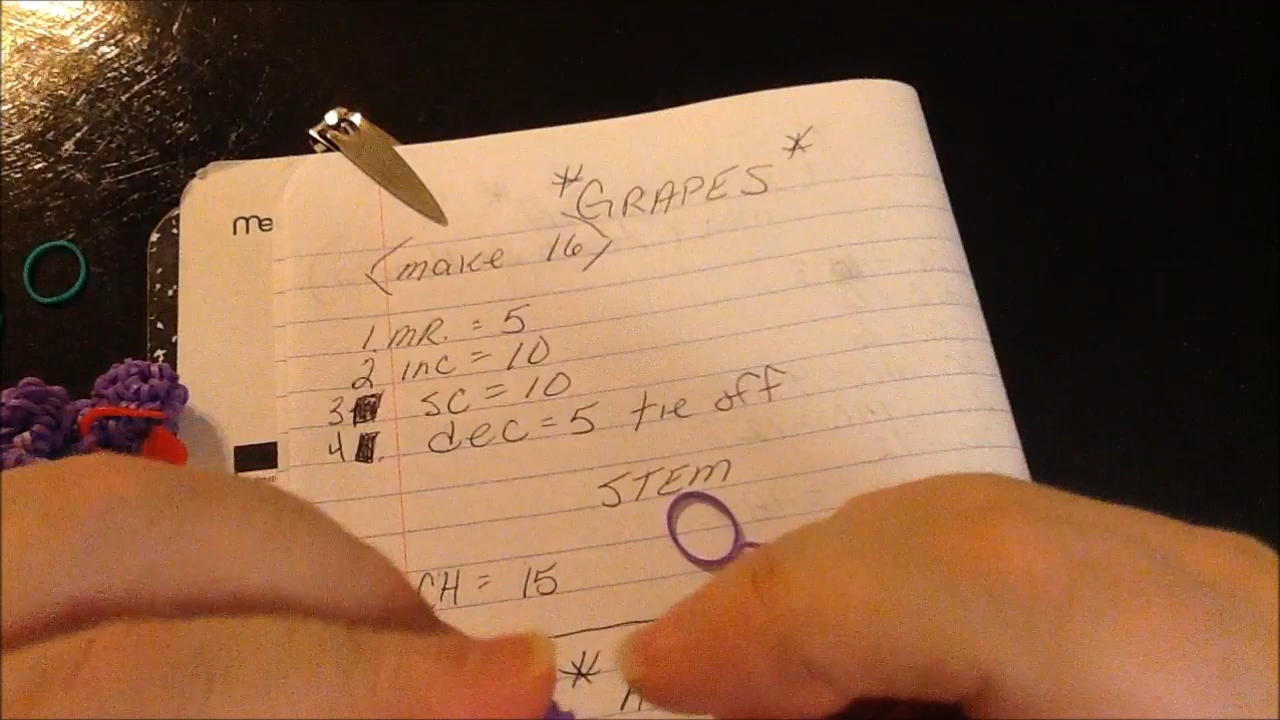 *GRAPES*
(make 16)
me
1. MR. = 5
2 inc = 10
3 sc = 10
4. dec = 5 tie off
STEM
CH = 15
*